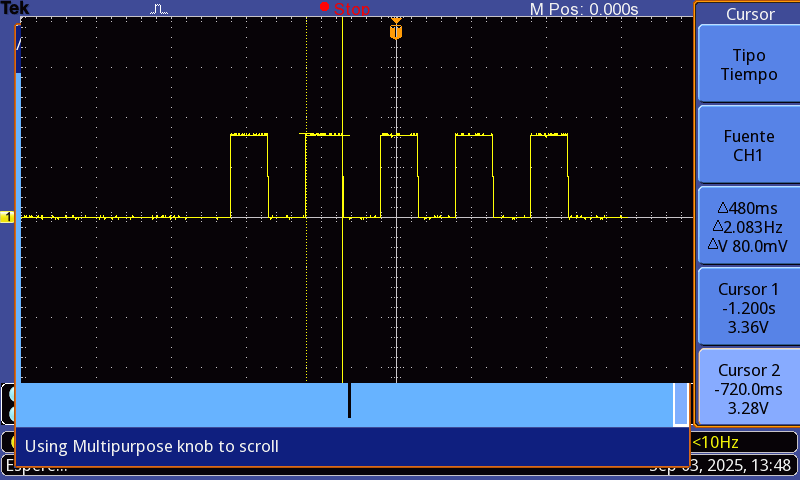 Tek
Stop
M Pos: 0.000s
Cursor
Tipo
Tiempo
Fuente
CH1
△480ms
△2.083Hz
△V 80.0mV
Cursor 1
-1.200s
3.36V
Cursor 2
-720.0ms
3.28V
T
1
Using Multipurpose knob to scroll
<10Hz
Espere...
Sep 03, 2025, 13:48